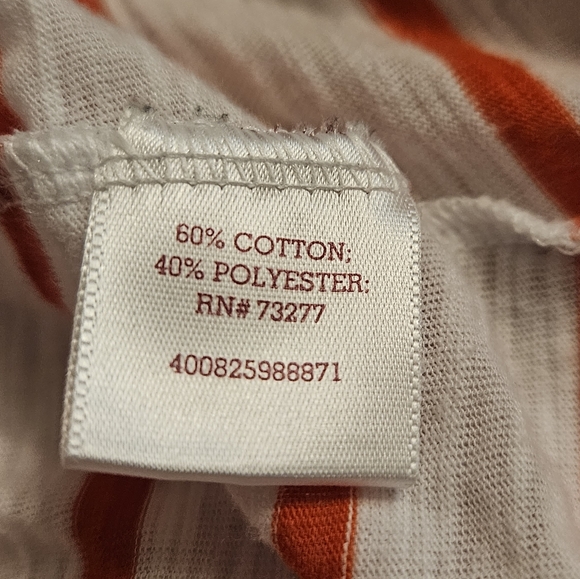 60% COTTON;
40% POLYESTER:
RN# 73277
400825988871